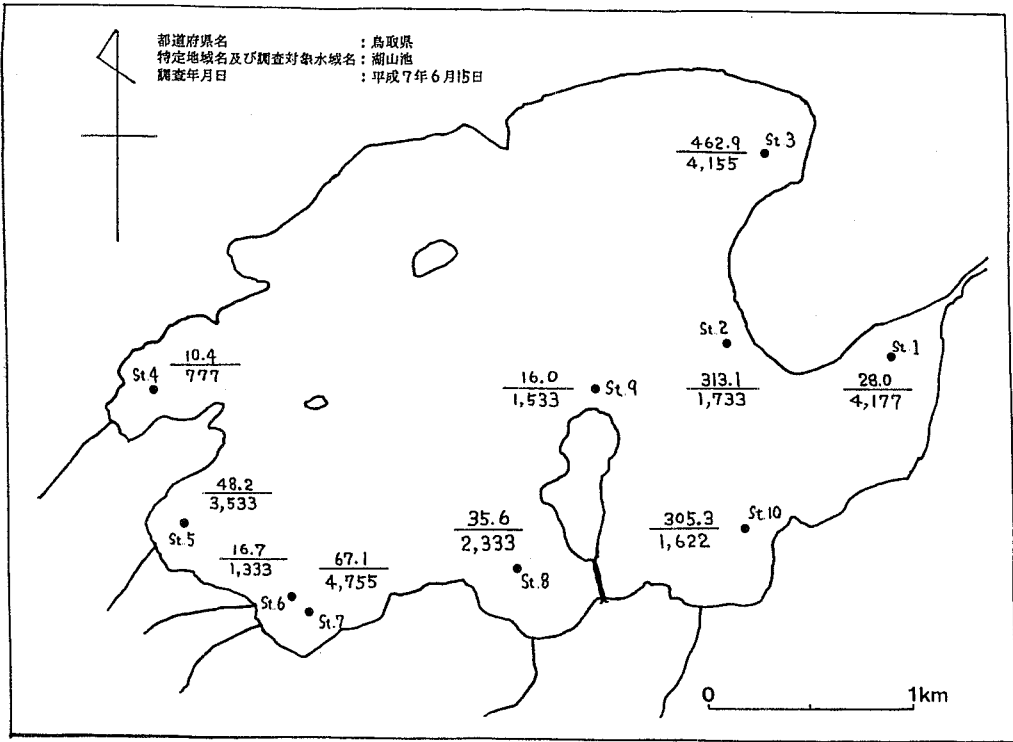 都道府県名 : 鳥取県
特定地域名及び調査対象水域名 : 湖山池
調査年月日 : 平成7年6月15日
462.9
4,155
St 3
St.2
313.1
1,733
St.1
28.0
4,177
10.4
777
St.4
16.0
1,533
St.9
48.2
3,533
St.5
16.7
1,333
St.6
67.1
4,755
St.7
35.6
2,333
St.8
305.3
1,622
St.10
0 1km